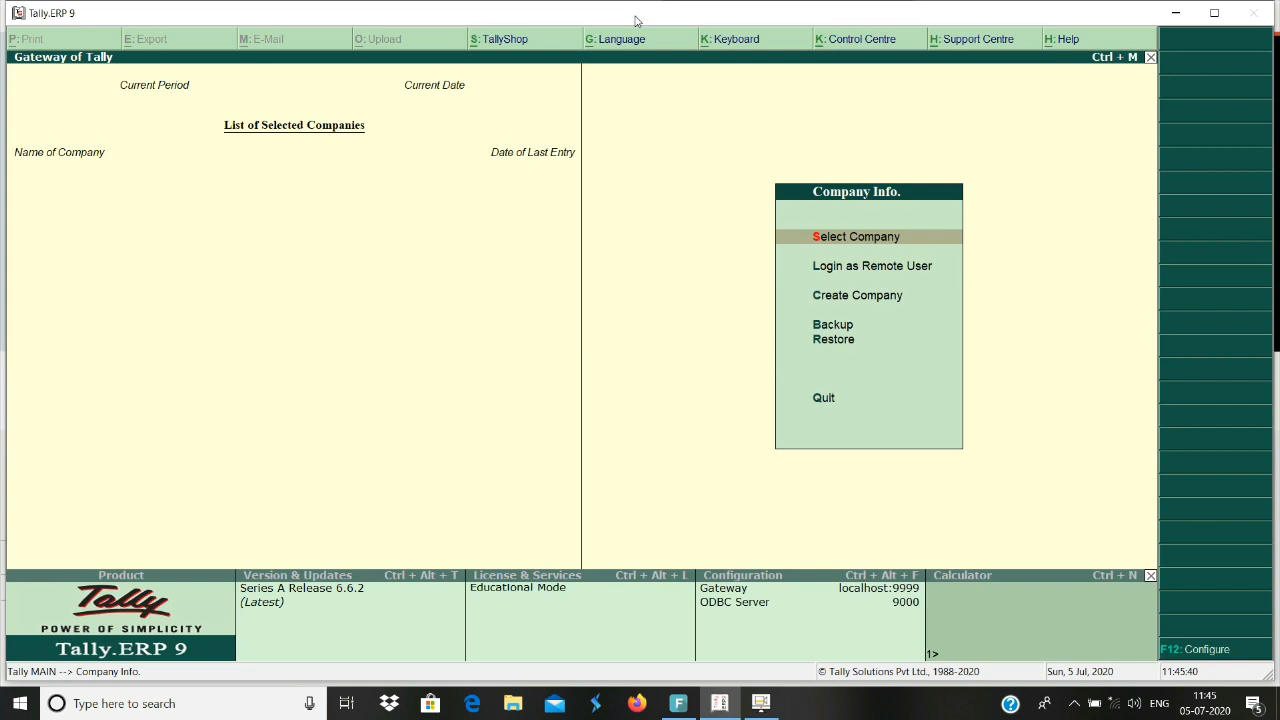 Tally.ERP 9
P: Print E: Export M: E-Mail O: Upload S: TallyShop G: Language K: Keyboard K: Control Centre H: Support Centre H: Help
Gateway of Tally Ctrl + M
Current Period Current Date
List of Selected Companies
Name of Company Date of Last Entry
Company Info.
Select Company
Login as Remote User
Create Company
Backup
Restore
Quit
Product Version & Updates Ctrl + Alt + T License & Services Ctrl + Alt + L Configuration Ctrl + Alt + F Calculator Ctrl + N
Series A Release 6.6.2 Educational Mode Gateway localhost:9999
(Latest) ODBC Server 9000
Tally
POWER OF SIMPLICITY
Tally.ERP 9
1>
F12: Configure
Tally MAIN --> Company Info. © Tally Solutions Pvt Ltd., 1988-2020 Sun, 5 Jul, 2020 11:45:40
Type here to search
ENG
11:45
05-07-2020
5